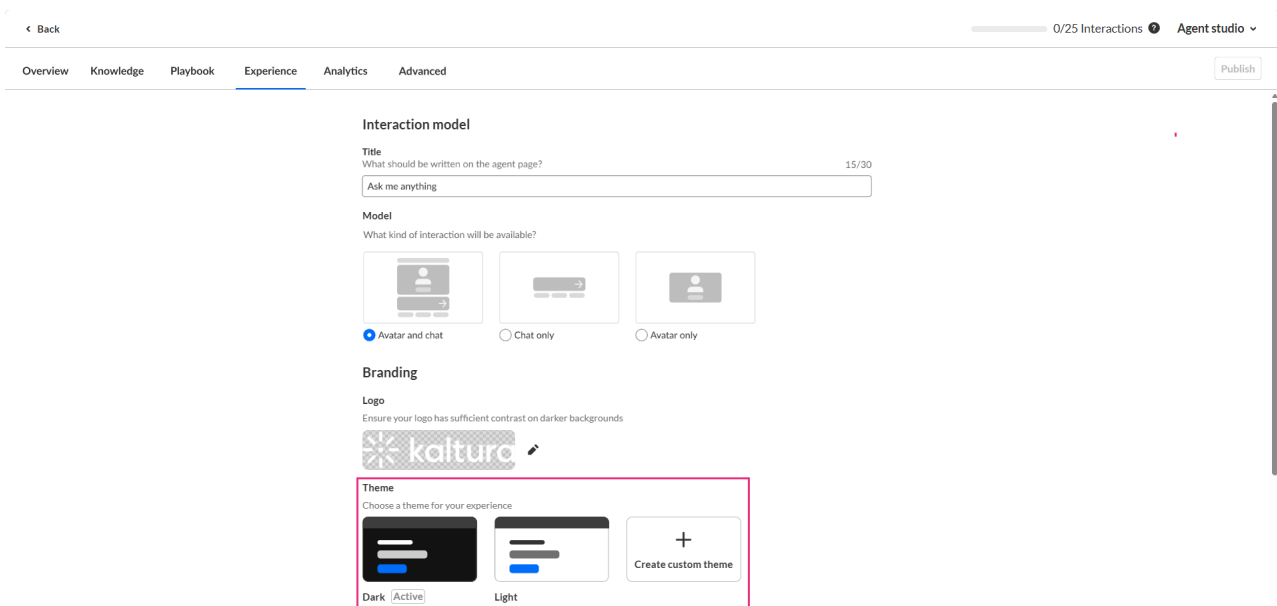 Back
0/25 Interactions ?
Agent studio
Overview Knowledge Playbook Experience Analytics Advanced
Publish
Interaction model
Title
What should be written on the agent page?
15/30
Ask me anything
Model
What kind of interaction will be available?
Avatar and chat
Chat only
Avatar only
Branding
Logo
Ensure your logo has sufficient contrast on darker backgrounds
kaltura
Theme
Choose a theme for your experience
Create custom theme
Dark Active
Light